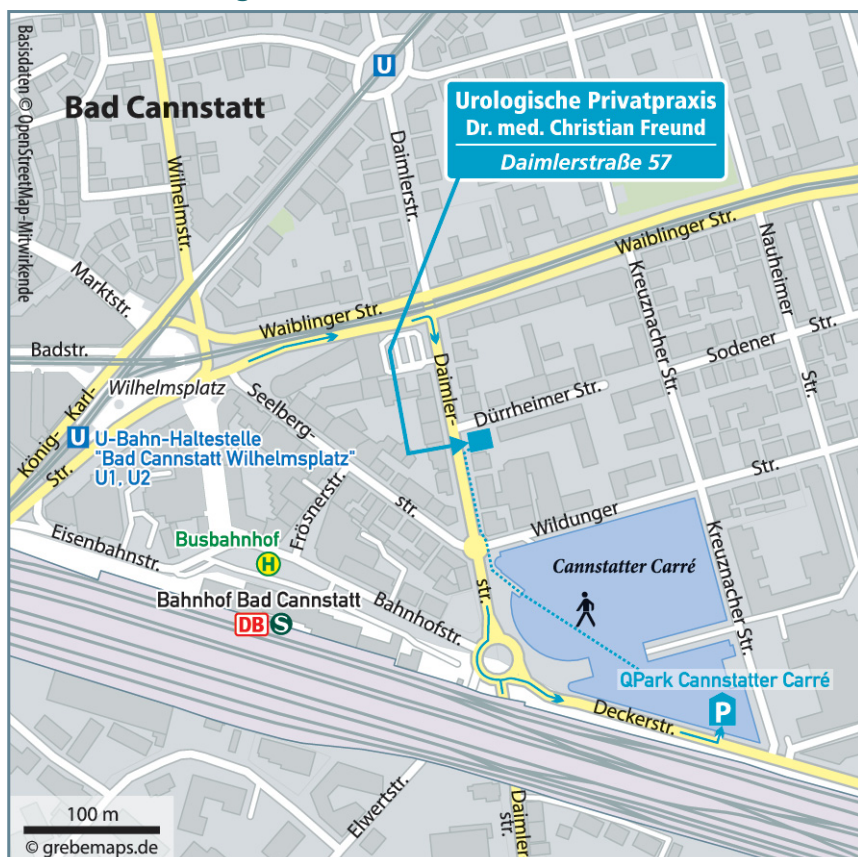 Basisdaten © OpenStreetMap-Mitwirkende
Bad Cannstatt
U
Urologische Privatpraxis
Dr. med. Christian Freund
Daimlerstraße 57
Wilhelmstr.
Daimlerstr.
Waiblinger Str.
Marktstr.
Waiblinger Str.
Kreuznacher Str.
Nauheimer
Str.
Badstr.
Wilhelmsplatz
Seelberg-
str.
Daimler-
str.
Sodener
Str.
Dürrheimer Str.
König-
Karl-
Str.
U U-Bahn-Haltestelle
"Bad Cannstatt Wilhelmsplatz"
U1, U2
Frösnerstr.
Wildunger
Str.
Eisenbahnstr.
Busbahnhof
H
Cannstatter Carré
Kreuznacher Str.
Bahnhof Bad Cannstatt
DB S
Bahnhofstr.
QPark Cannstatter Carré
P
Deckerstr.
Elwertstr.
Daimler
str.
100 m
© grebemaps.de